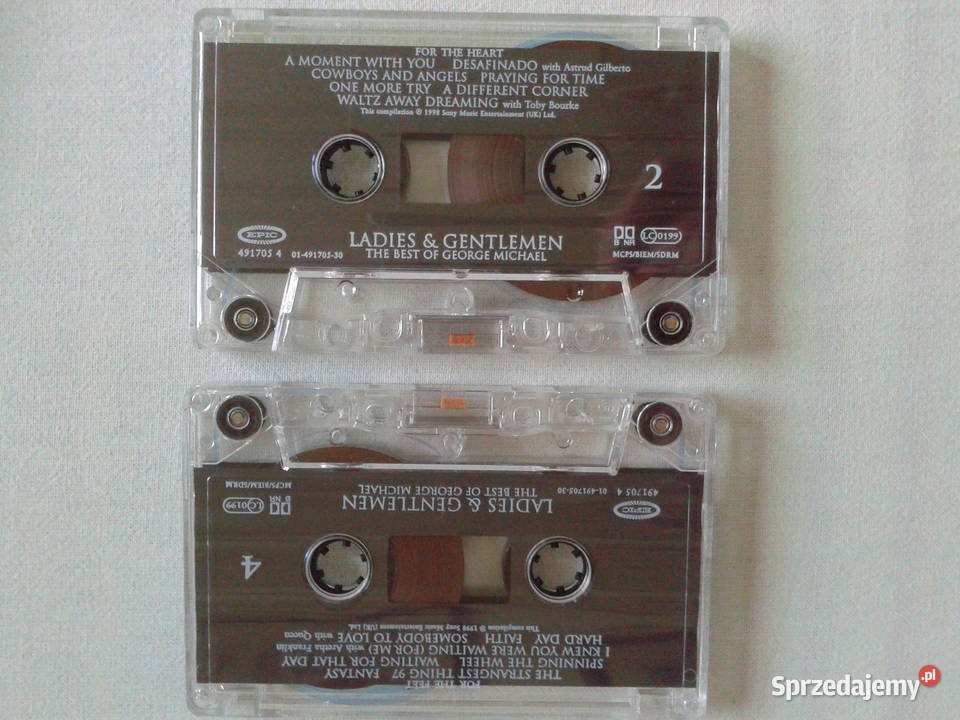 FOR THE HEART
A MOMENT WITH YOU DESAFINADO with Astrud Gilberto
COWBOYS AND ANGELS PRAYING FOR TIME
ONE MORE TRY A DIFFERENT CORNER
WALTZ AWAY DREAMING with Toby Bourke
This compilation ℗ 1998 Sony Music Entertainment (UK) Ltd.
2
EPIC
491705 4 01-491705-30
LADIES & GENTLEMEN
THE BEST OF GEORGE MICHAEL
B NR LC0199
MCPS/BIEM/SDRM
FOR THE FEET
THE STRANGEST THING 97 FANTASY
SPINNING THE WHEEL WAITING FOR THAT DAY
I KNEW YOU WERE WAITING (FOR ME) with Aretha Franklin
HARD DAY FAITH SOMEBODY TO LOVE with Queen
This compilation ℗ 1998 Sony Music Entertainment (UK) Ltd.
4
EPIC
491705 4 01-491705-30
LADIES & GENTLEMEN
THE BEST OF GEORGE MICHAEL
B NR LC0199
MCPS/BIEM/SDRM
Sprzedajemy.pl